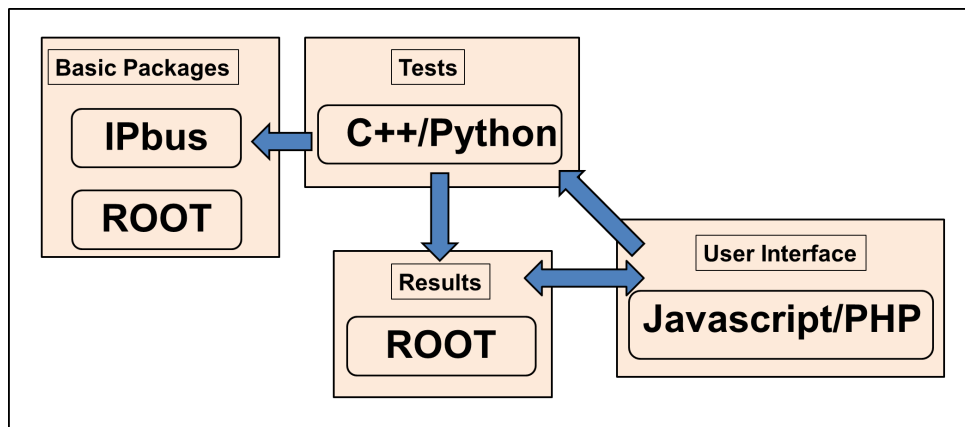 Basic Packages
IPbus
ROOT
Tests
C++/Python
Results
ROOT
User Interface
Javascript/PHP